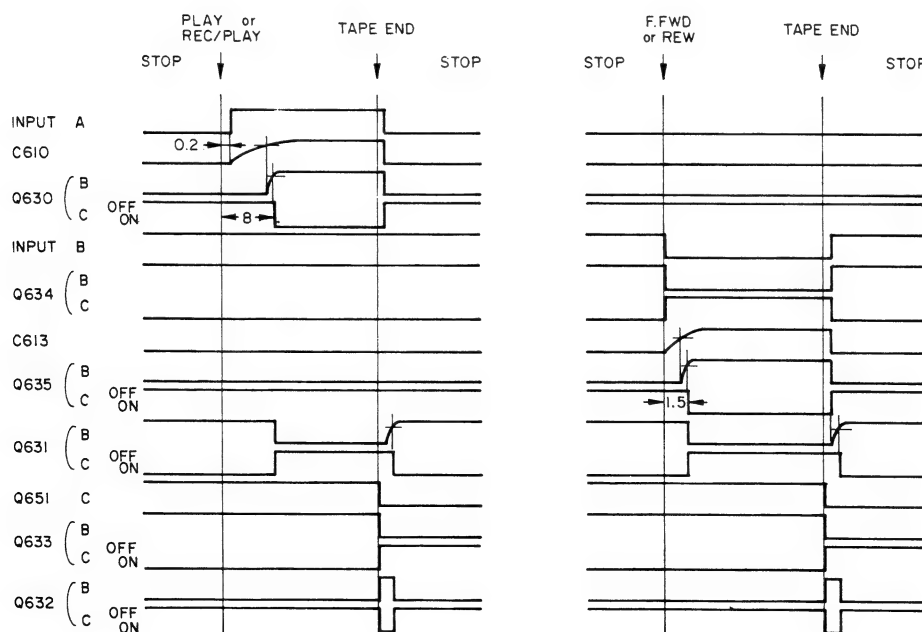 PLAY or
REC/PLAY
TAPE END
F.FWD
or REW
TAPE END
STOP
STOP
STOP
STOP
INPUT A
C610
0.2
Q630
B
C
OFF
ON
8
INPUT B
Q634
B
C
C613
Q635
B
C
OFF
ON
1.5
Q631
B
C
OFF
ON
Q651 C
Q633
B
C
OFF
ON
Q632
B
C
OFF
ON